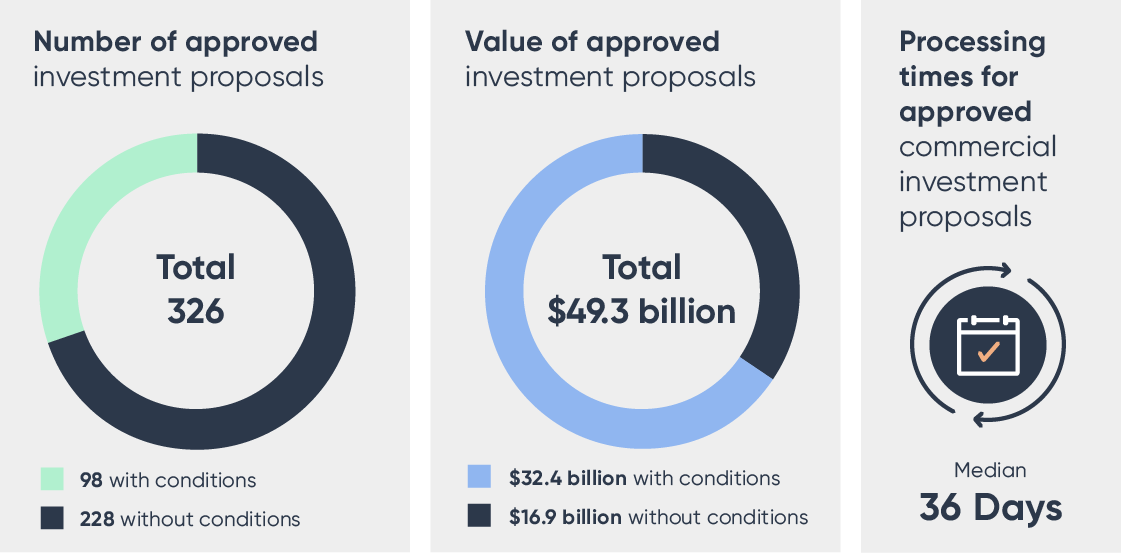 Number of approved
investment proposals
Total
326
98 with conditions
228 without conditions
Value of approved
investment proposals
Total
$49.3 billion
$32.4 billion with conditions
$16.9 billion without conditions
Processing
times for
approved
commercial
investment
proposals
Median
36 Days